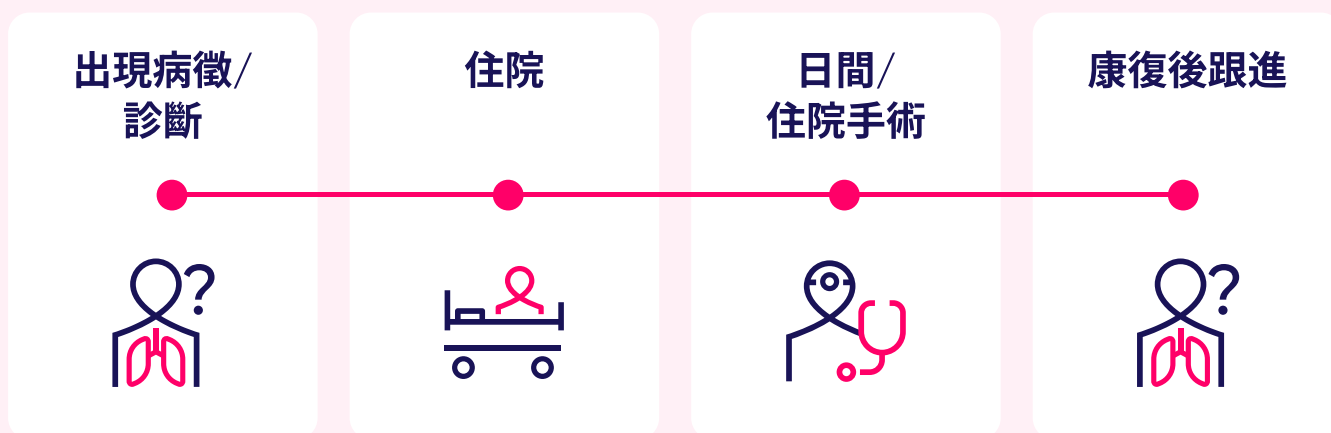 出現病徵/
診斷
住院
日間/
住院手術
康復後跟進